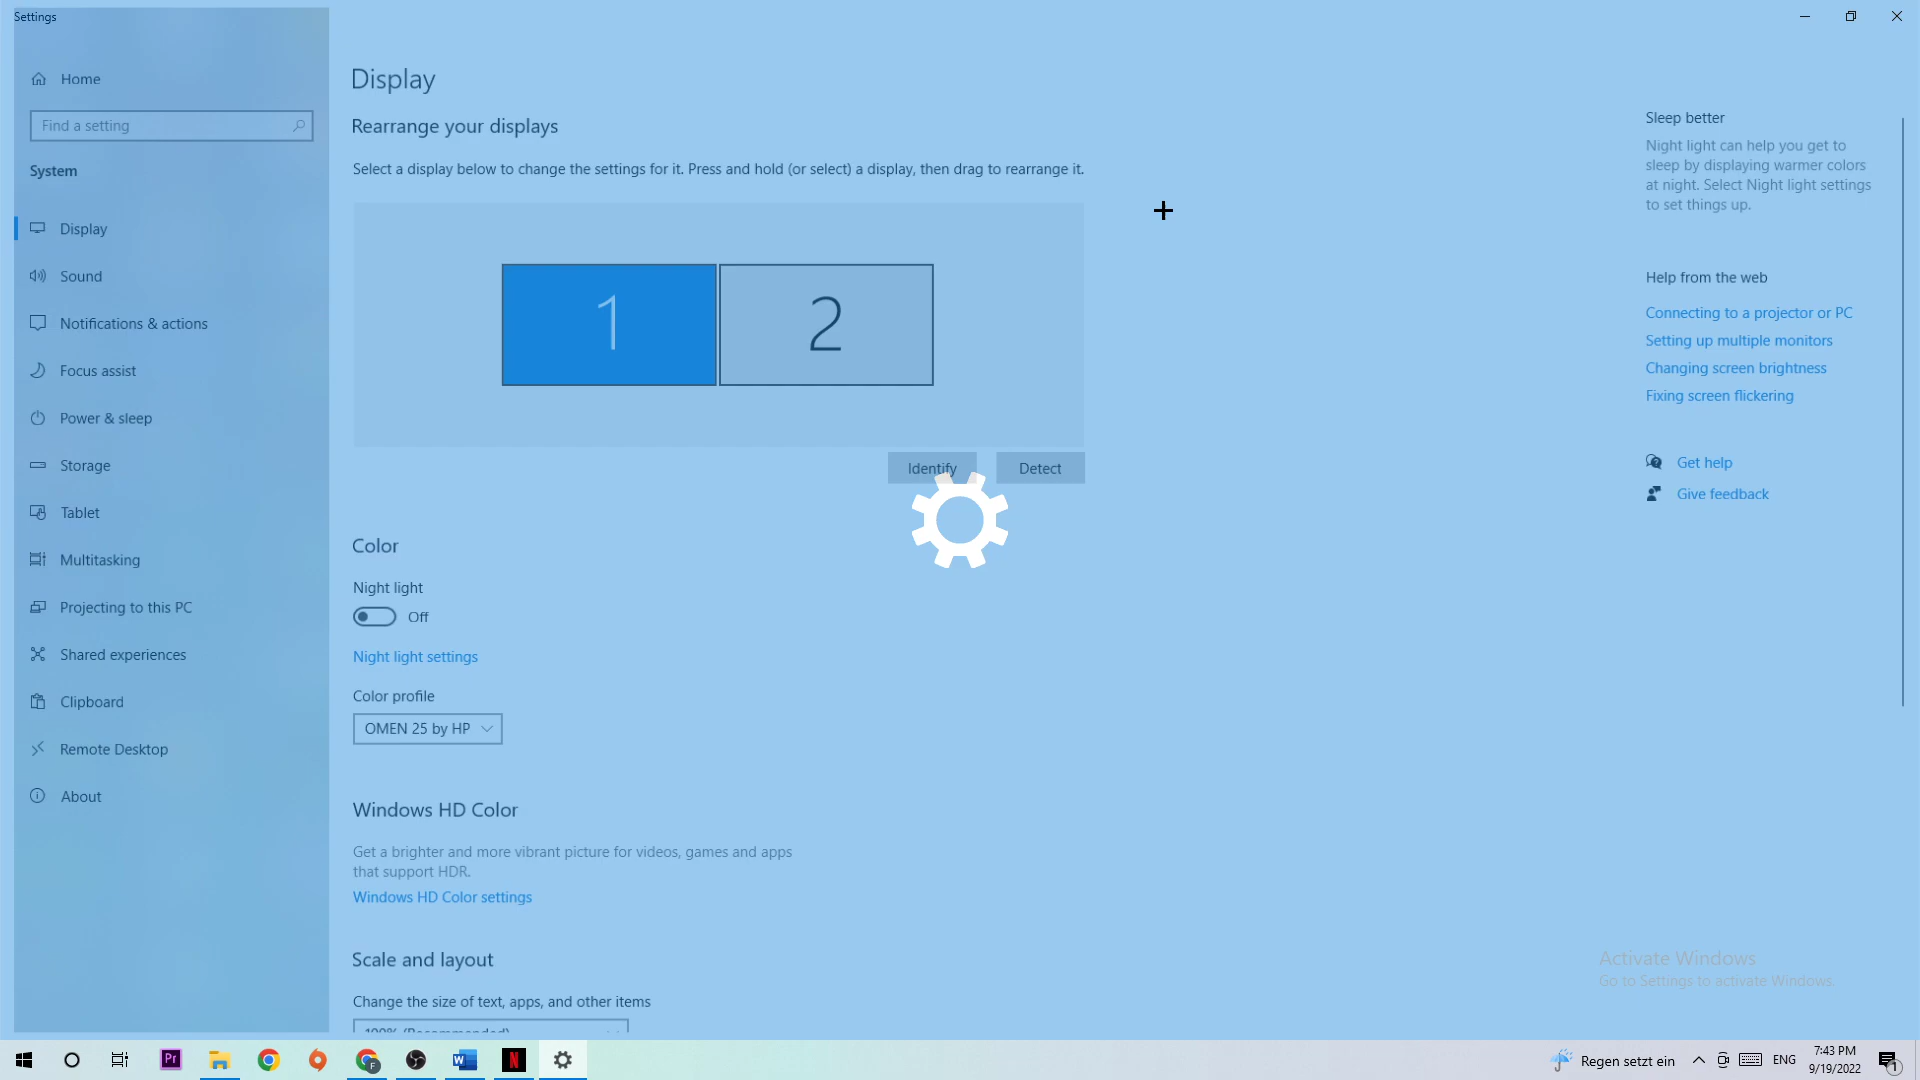 Settings
Home
Find a setting
System
Display
Sound
Notifications & actions
Focus assist
Power & sleep
Storage
Tablet
Multitasking
Projecting to this PC
Shared experiences
Clipboard
Remote Desktop
About
Display
Rearrange your displays
Select a display below to change the settings for it. Press and hold (or select) a display, then drag to rearrange it.
1
2
Identify
Detect
Color
Night light
Off
Night light settings
Color profile
OMEN 25 by HP
Windows HD Color
Get a brighter and more vibrant picture for videos, games and apps
that support HDR.
Windows HD Color settings
Scale and layout
Change the size of text, apps, and other items
100% (Recommended)
Sleep better
Night light can help you get to
sleep by displaying warmer colors
at night. Select Night light settings
to set things up.
Help from the web
Connecting to a projector or PC
Setting up multiple monitors
Changing screen brightness
Fixing screen flickering
Get help
Give feedback
Activate Windows
Go to Settings to activate Windows.
Pr
F
W
N
Regen setzt ein
ENG
7:43 PM
9/19/2022
1